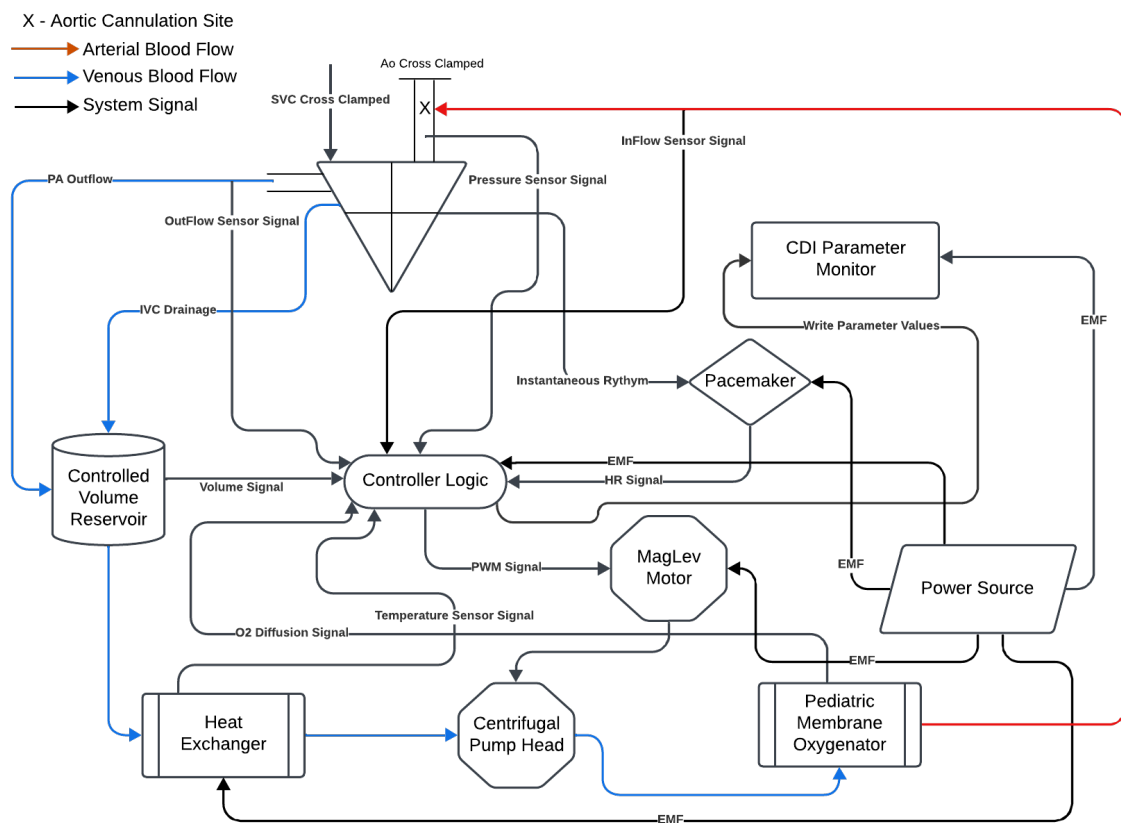 X - Aortic Cannulation Site
Arterial Blood Flow
Venous Blood Flow
System Signal
Ao Cross Clamped
SVC Cross Clamped
X
InFlow Sensor Signal
PA Outflow
Pressure Sensor Signal
OutFlow Sensor Signal
CDI Parameter
Monitor
IVC Drainage
EMF
Write Parameter Values
Instantaneous Rythym
Pacemaker
Controlled
Volume
Reservoir
Volume Signal
Controller Logic
EMF
HR Signal
PWM Signal
MagLev
Motor
EMF
Power Source
Temperature Sensor Signal
O2 Diffusion Signal
EMF
Heat
Exchanger
Centrifugal
Pump Head
Pediatric
Membrane
Oxygenator
EMF